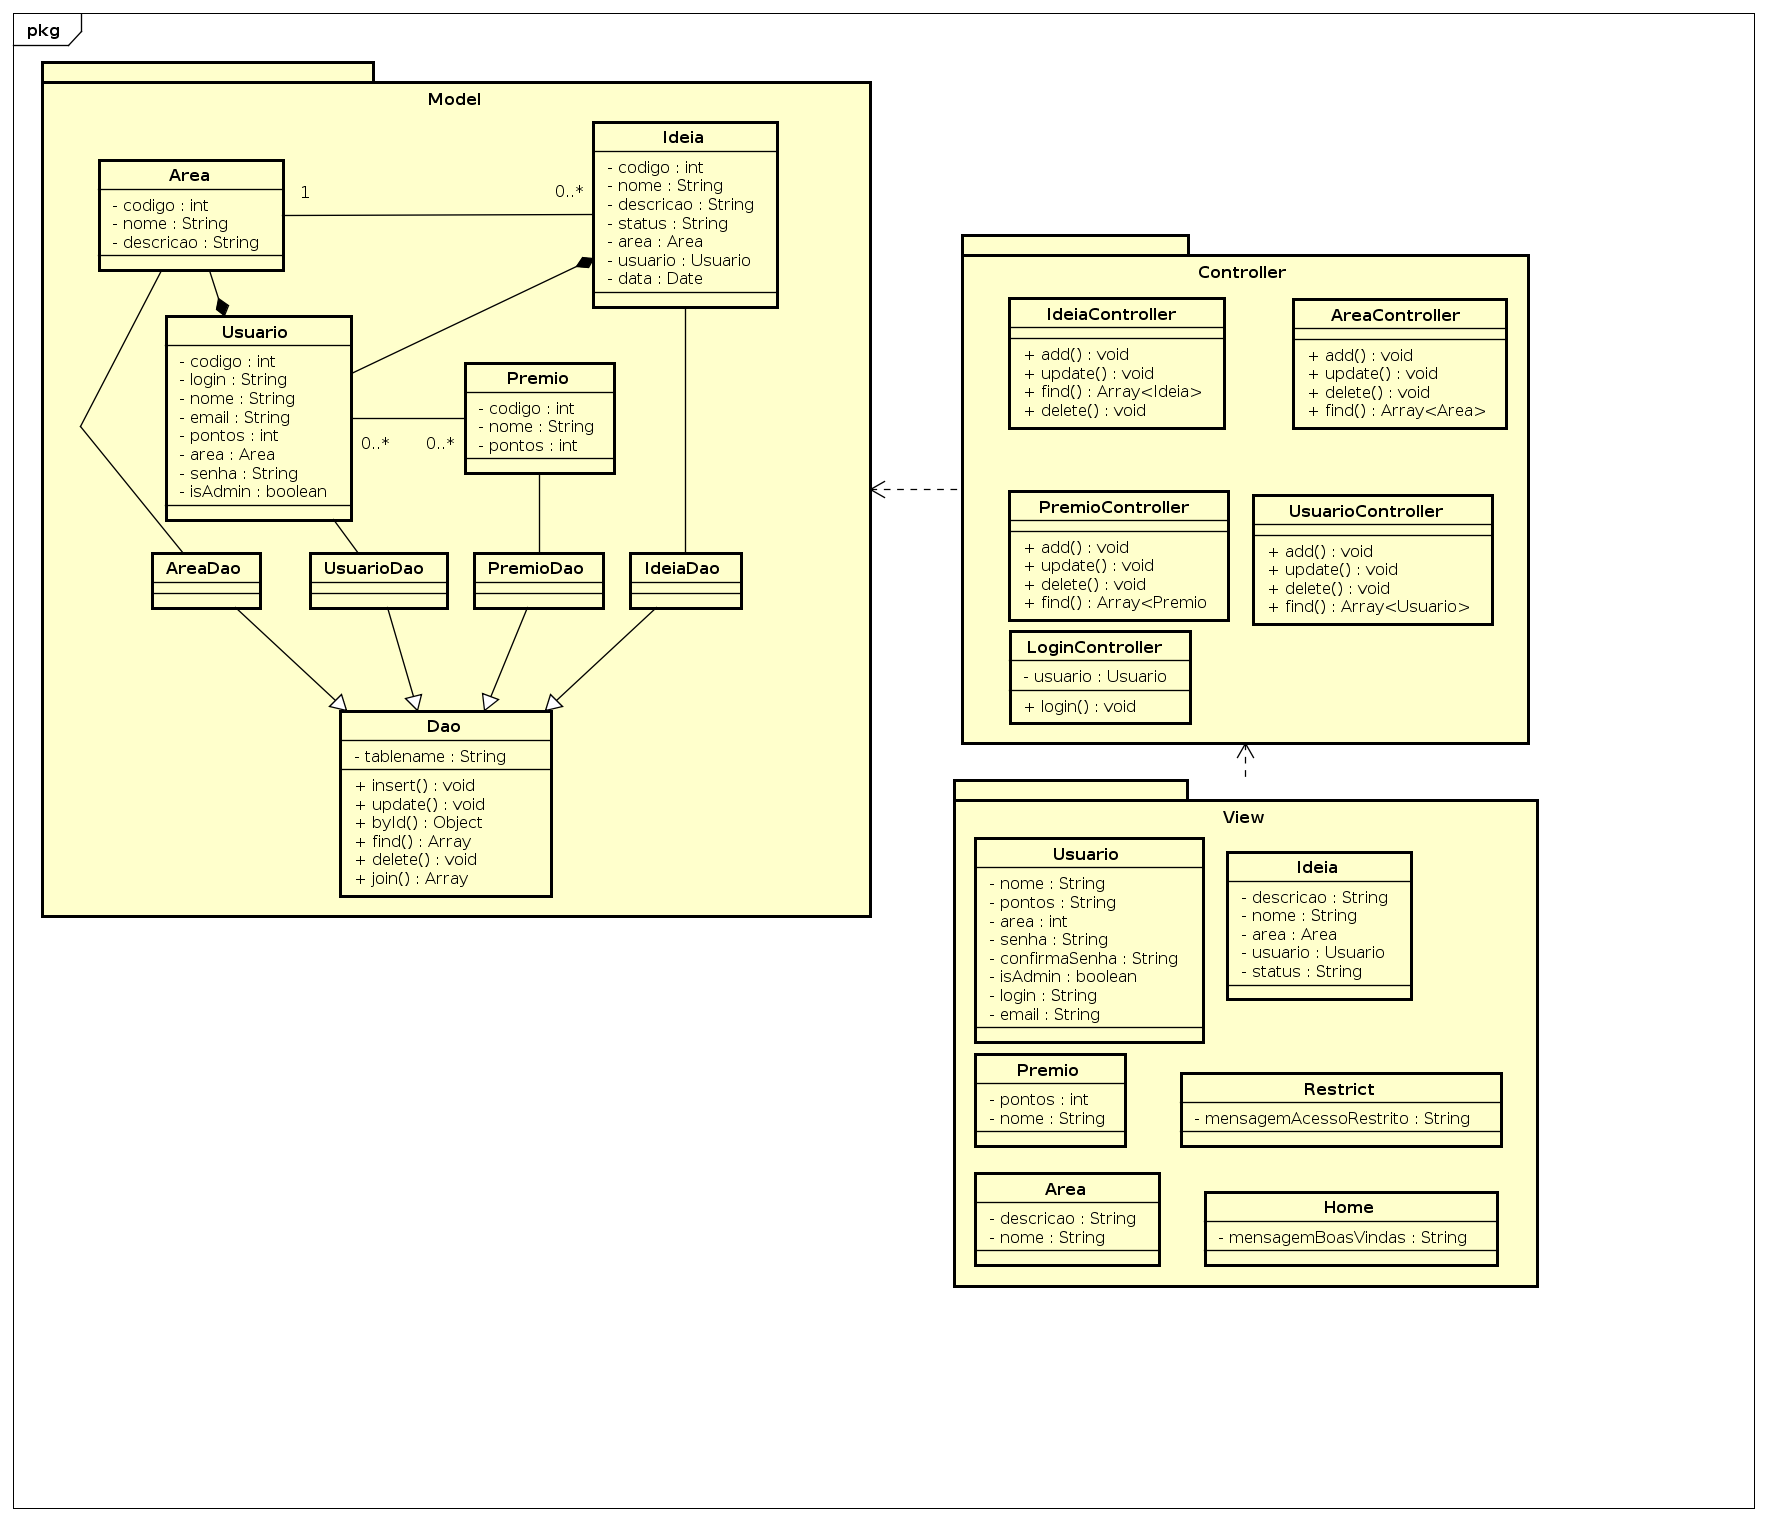 pkg
Model
Area
- codigo : int
- nome : String
- descricao : String
1
0..*
Ideia
- codigo : int
- nome : String
- descricao : String
- status : String
- area : Area
- usuario : Usuario
- data : Date
Usuario
- codigo : int
- login : String
- nome : String
- email : String
- pontos : int
- area : Area
- senha : String
- isAdmin : boolean
0..*
0..*
Premio
- codigo : int
- nome : String
- pontos : int
AreaDao
UsuarioDao
PremioDao
IdeiaDao
Dao
- tablename : String
+ insert() : void
+ update() : void
+ byId() : Object
+ find() : Array
+ delete() : void
+ join() : Array
Controller
IdeiaController
+ add() : void
+ update() : void
+ find() : Array<Ideia>
+ delete() : void
AreaController
+ add() : void
+ update() : void
+ delete() : void
+ find() : Array<Area>
PremioController
+ add() : void
+ update() : void
+ delete() : void
+ find() : Array<Premio
UsuarioController
+ add() : void
+ update() : void
+ delete() : void
+ find() : Array<Usuario>
LoginController
- usuario : Usuario
+ login() : void
View
Usuario
- nome : String
- pontos : String
- area : int
- senha : String
- confirmaSenha : String
- isAdmin : boolean
- login : String
- email : String
Ideia
- descricao : String
- nome : String
- area : Area
- usuario : Usuario
- status : String
Premio
- pontos : int
- nome : String
Restrict
- mensagemAcessoRestrito : String
Area
- descricao : String
- nome : String
Home
- mensagemBoasVindas : String